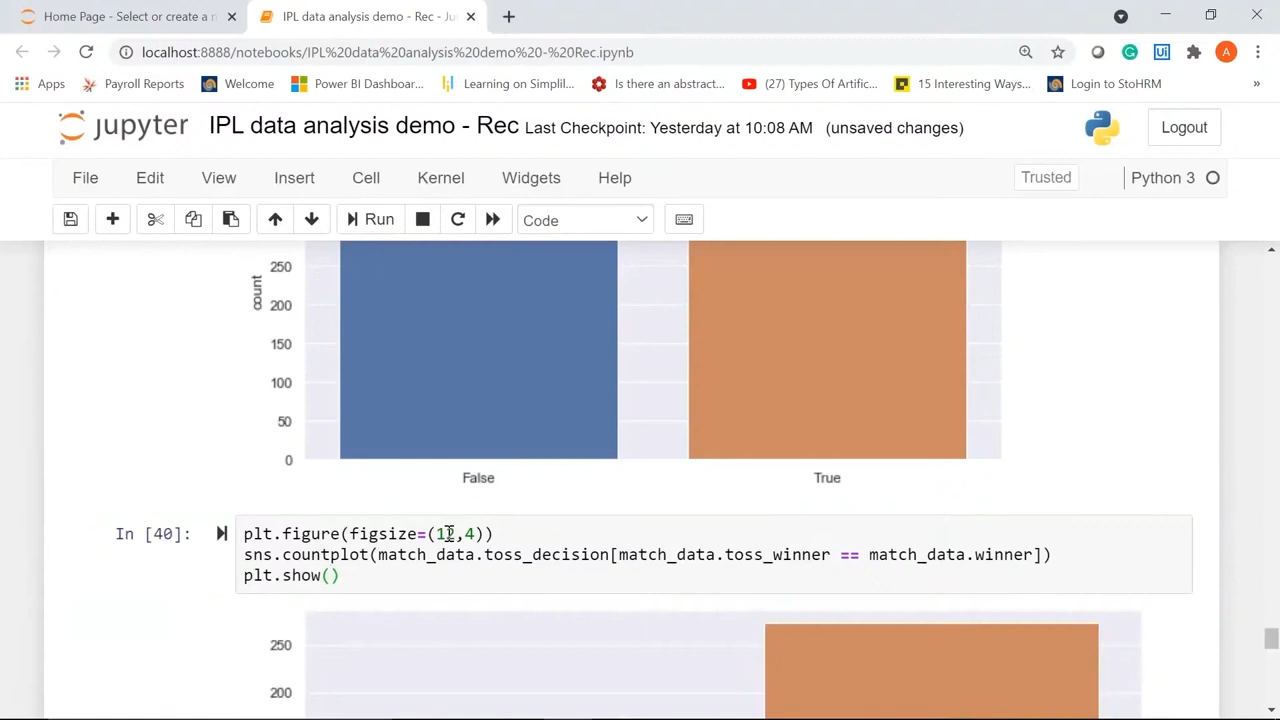 Home Page - Select or create a n
IPL data analysis demo - Rec - Ju
localhost:8888/notebooks/IPL%20data%20analysis%20demo%20-%20Rec.ipynb
A
Apps
Payroll Reports
Welcome
Power BI Dashboar...
Learning on Simplil...
Is there an abstract...
(27) Types Of Artific...
15 Interesting Ways...
Login to StoHRM
»
jupyter
IPL data analysis demo - Rec Last Checkpoint: Yesterday at 10:08 AM (unsaved changes)
Logout
File Edit View Insert Cell Kernel Widgets Help
Trusted
Python 3
Run
Code
count
250
200
150
100
50
0
False True
In [40]:
plt.figure(figsize=(12,4))
sns.countplot(match_data.toss_decision[match_data.toss_winner == match_data.winner])
plt.show()
250
200